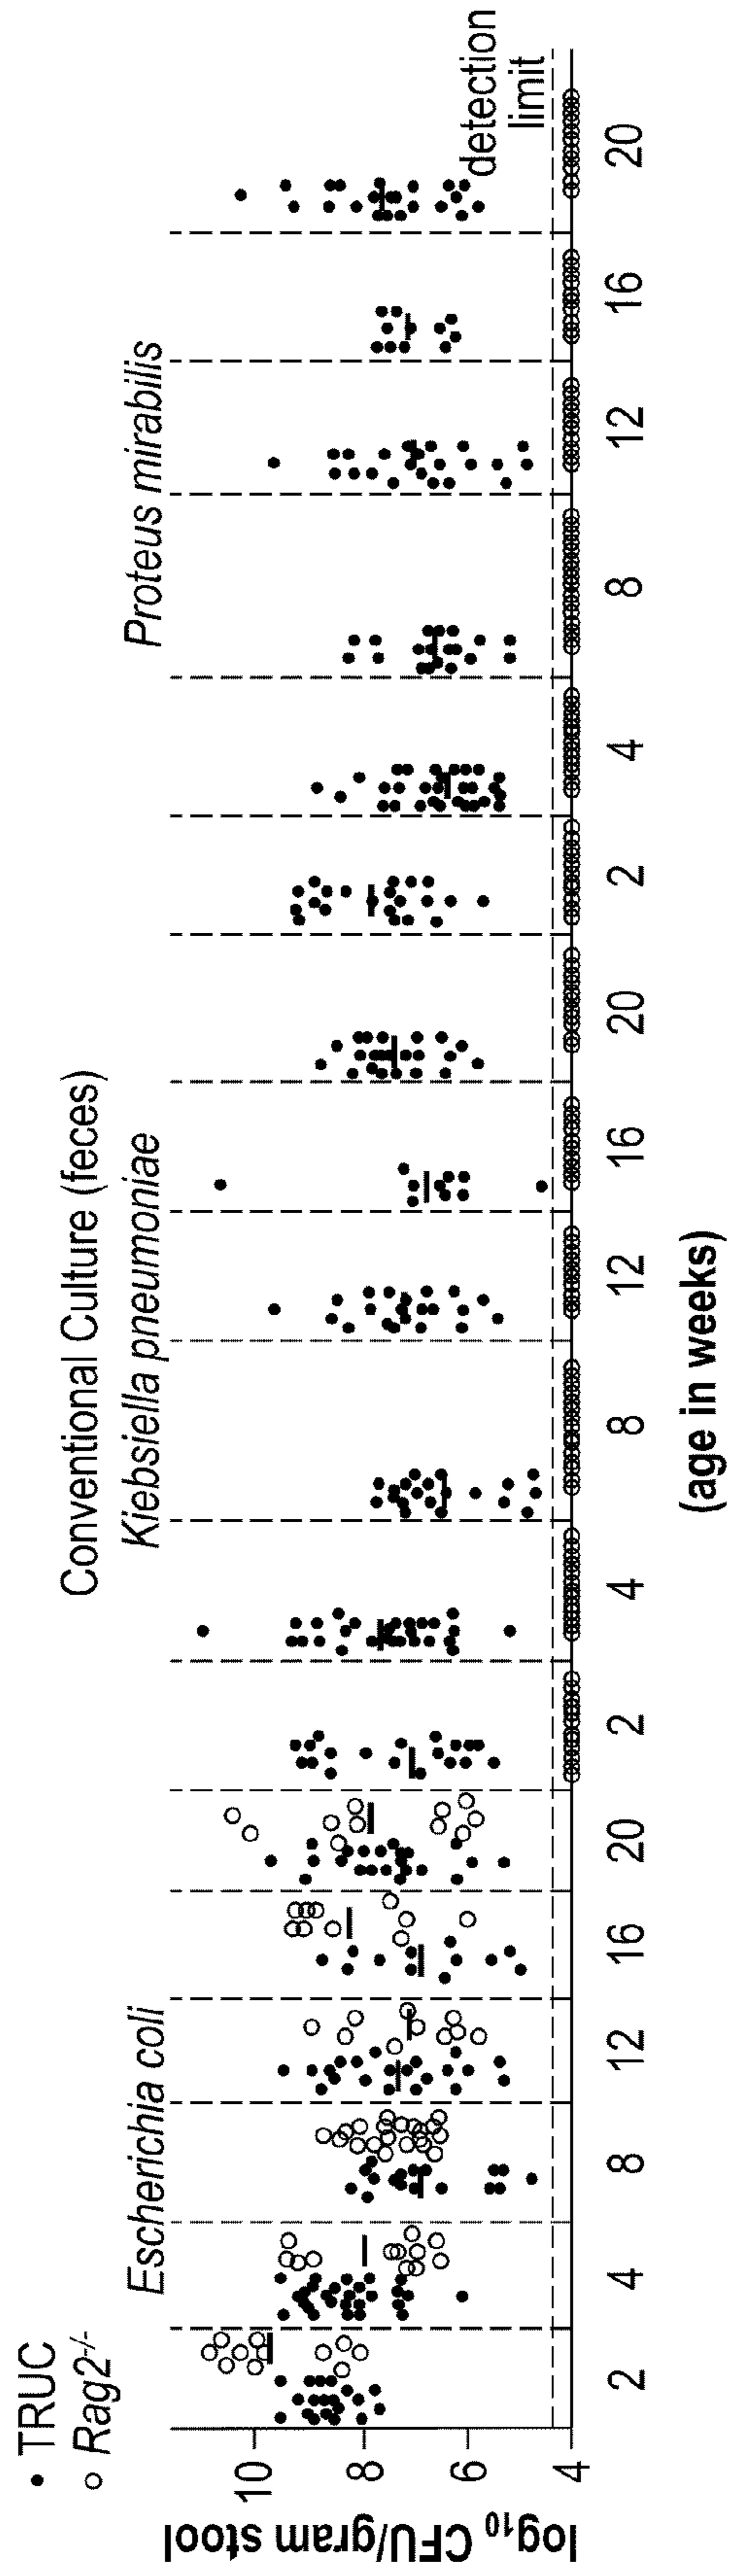 ● TRUC
○ Rag2-/-
Conventional Culture (feces)
Escherichia coli
Kiebsiella pneumoniae
Proteus mirabilis
log10 CFU/gram stool
10
8
6
4
detection
limit
2 4 8 12 16 20 2 4 8 12 16 20 2 4 8 12 16 20
(age in weeks)